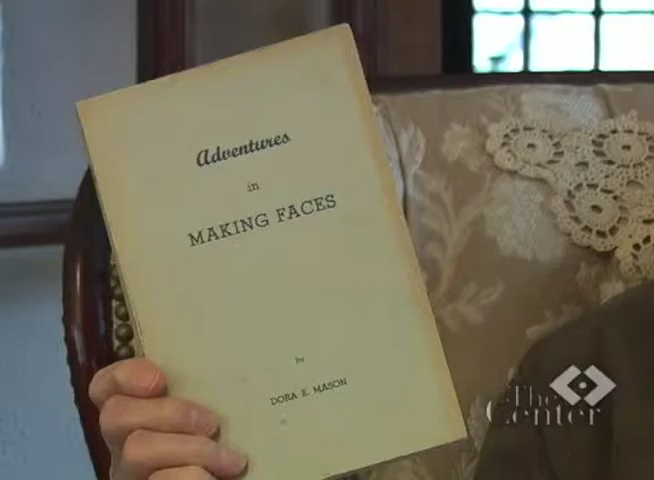 Adventures
in
MAKING FACES
by
DORA E. MASON
The
Center